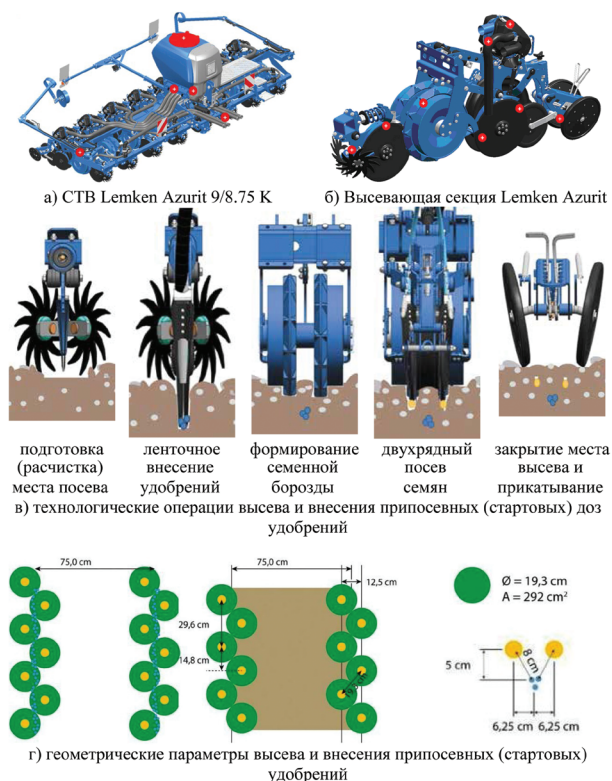 а) СТВ Lemken Azurit 9/8.75 K
б) Высевающая секция Lemken Azurit
подготовка
(расчистка)
места посева
ленточное
внесение
удобрений
формирование
семенной
борозды
двухрядный
посев
семян
закрытие места
высева и
прикатывание
в) технологические операции высева и внесения припосевных (стартовых) доз
удобрений
75,0 cm
75,0 cm
12,5 cm
29,6 cm
14,8 cm
Ø = 19,3 cm
A = 292 cm²
8 cm
5 cm
6,25 cm
6,25 cm
г) геометрические параметры высева и внесения припосевных (стартовых)
удобрений